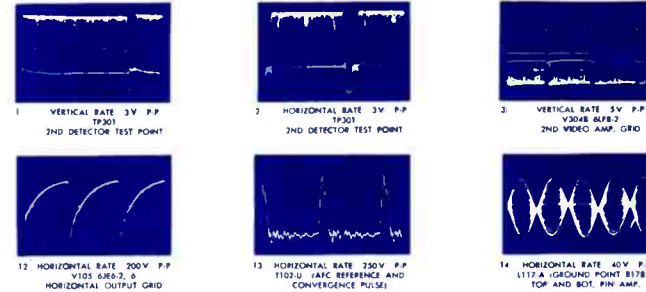 1 VERTICAL RATE 3V P-P
TP301
2ND DETECTOR TEST POINT
2 HORIZONTAL RATE 3V P-P
TP301
2ND DETECTOR TEST POINT
3 VERTICAL RATE 5V P-P
V304B 6LF8-2
2ND VIDEO AMP. GRID
12 HORIZONTAL RATE 200V P-P
V105 6JE6-2, 6
HORIZONTAL OUTPUT GRID
13 HORIZONTAL RATE 250V P-P
T102-U (AFC REFERENCE AND
CONVERGENCE PULSE)
14 HORIZONTAL RATE 40V P-
L117-A (GROUND POINT B17B
TOP AND BOT. PIN AMP.